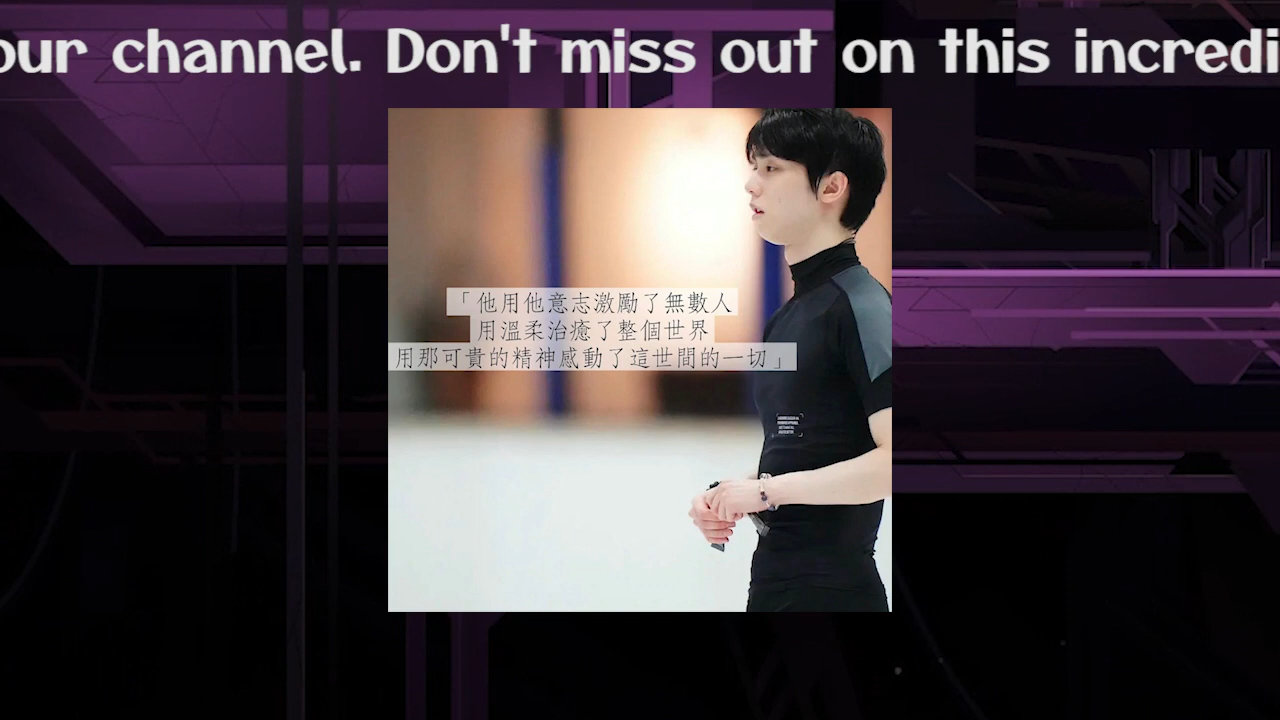 our channel. Don't miss out on this incredi
「他用他意志激勵了無數人
用溫柔治癒了整個世界
用那可貴的精神感動了這世間的一切」